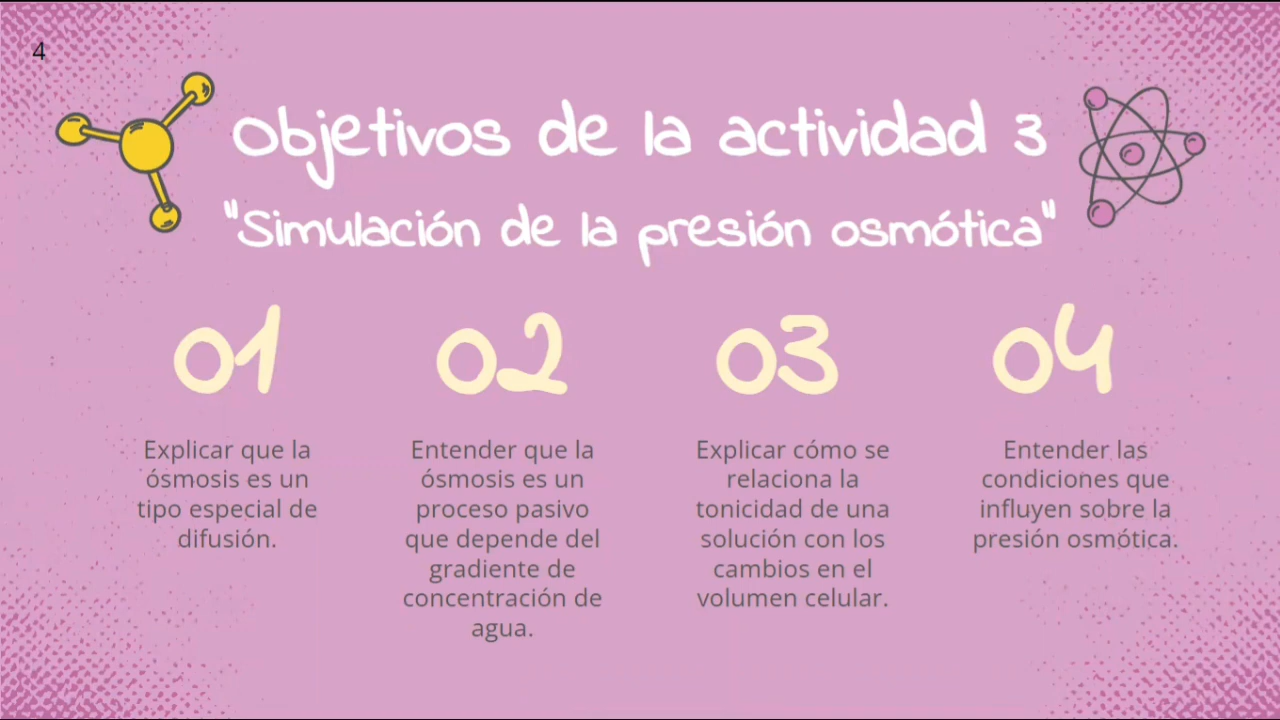 4
Objetivos de la actividad 3
"Simulación de la presión osmótica"
01
Explicar que la
ósmosis es un
tipo especial de
difusión.
02
Entender que la
ósmosis es un
proceso pasivo
que depende del
gradiente de
concentración de
agua.
03
Explicar cómo se
relaciona la
tonicidad de una
solución con los
cambios en el
volumen celular.
04
Entender las
condiciones que
influyen sobre la
presión osmótica.